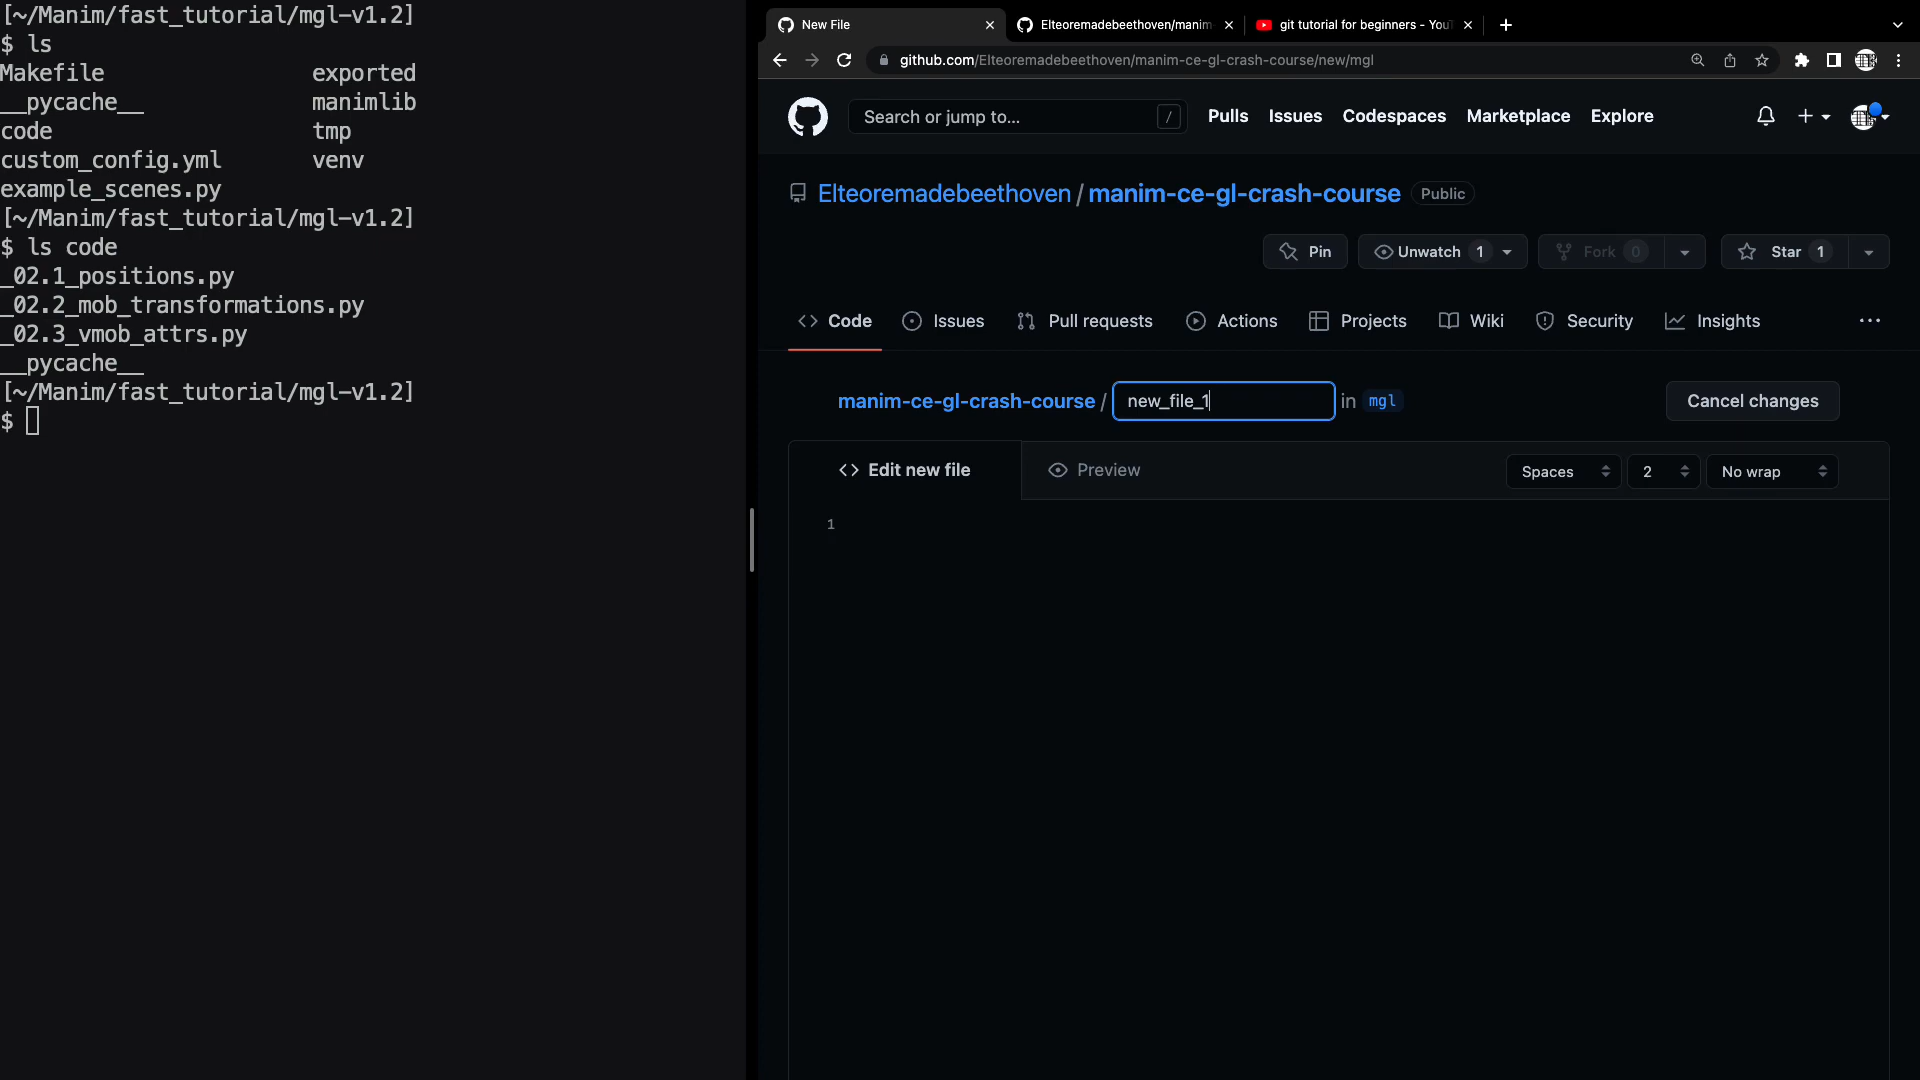 [~/Manim/fast_tutorial/mgl-v1.2]
$ ls
Makefile exported
__pycache__ manimlib
code tmp
custom_config.yml venv
example_scenes.py
[~/Manim/fast_tutorial/mgl-v1.2]
$ ls code
_02.1_positions.py
_02.2_mob_transformations.py
_02.3_vmob_attrs.py
__pycache__
[~/Manim/fast_tutorial/mgl-v1.2]
$
New File Elteoremadebeethoven/manim git tutorial for beginners - You
github.com/Elteoremadebeethoven/manim-ce-gl-crash-course/new/mgl
Search or jump to... / Pulls Issues Codespaces Marketplace Explore
Elteoremadebeethoven / manim-ce-gl-crash-course Public
Pin Unwatch 1 Fork 0 Star 1
Code Issues Pull requests Actions Projects Wiki Security Insights
manim-ce-gl-crash-course / new_file_1 in mgl Cancel changes
Edit new file Preview Spaces 2 No wrap
1